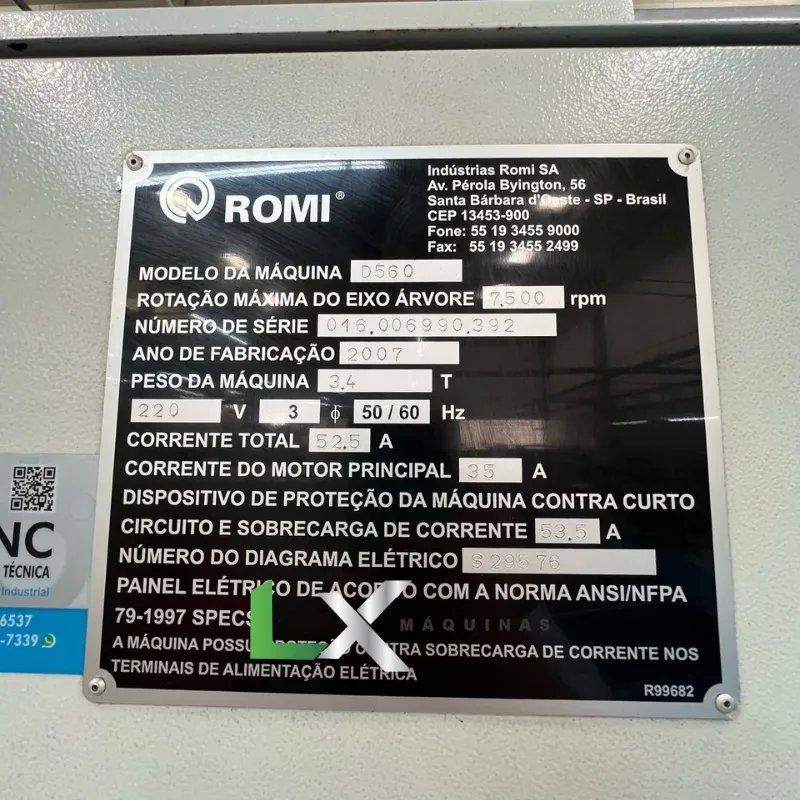 ROMI®
Indústrias Romi SA
Av. Pérola Byington, 56
Santa Bárbara d'Oeste - SP - Brasil
CEP 13453-900
Fone: 55 19 3455 9000
Fax: 55 19 3455 2499
MODELO DA MÁQUINA D560
ROTAÇÃO MÁXIMA DO EIXO ÁRVORE 7.500 rpm
NÚMERO DE SÉRIE 016.006990.392
ANO DE FABRICAÇÃO 2007
PESO DA MÁQUINA 3.4 T
220 V 3 ϕ 50/60 Hz
CORRENTE TOTAL 52.5 A
CORRENTE DO MOTOR PRINCIPAL 35 A
DISPOSITIVO DE PROTEÇÃO DA MÁQUINA CONTRA CURTO
CIRCUITO E SOBRECARGA DE CORRENTE 53.5 A
NÚMERO DO DIAGRAMA ELÉTRICO S29576
PAINEL ELÉTRICO DE ACORDO COM A NORMA ANSI/NFPA
79-1997 SPECS
A MÁQUINA POSSUI PROTEÇÃO CONTRA SOBRECARGA DE CORRENTE NOS
TERMINAIS DE ALIMENTAÇÃO ELÉTRICA
R99682
LX MÁQUINAS
NC
TÉCNICA
Industrial
6537
-7339